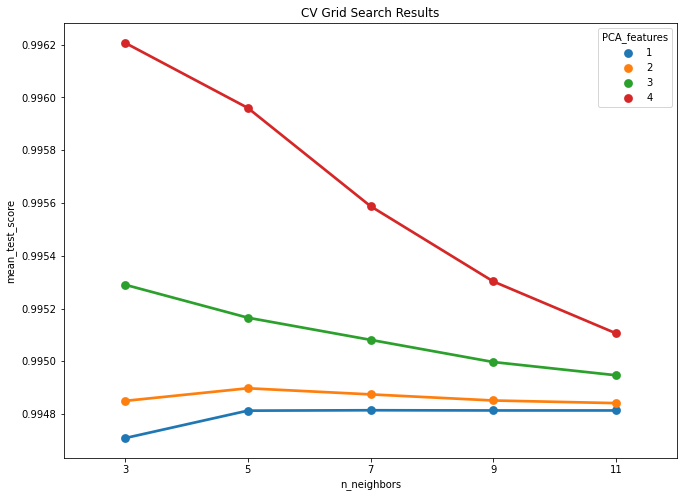 CV Grid Search Results
PCA_features
1
2
3
4
mean_test_score
0.9962
0.9960
0.9958
0.9956
0.9954
0.9952
0.9950
0.9948
3 5 7 9 11
n_neighbors